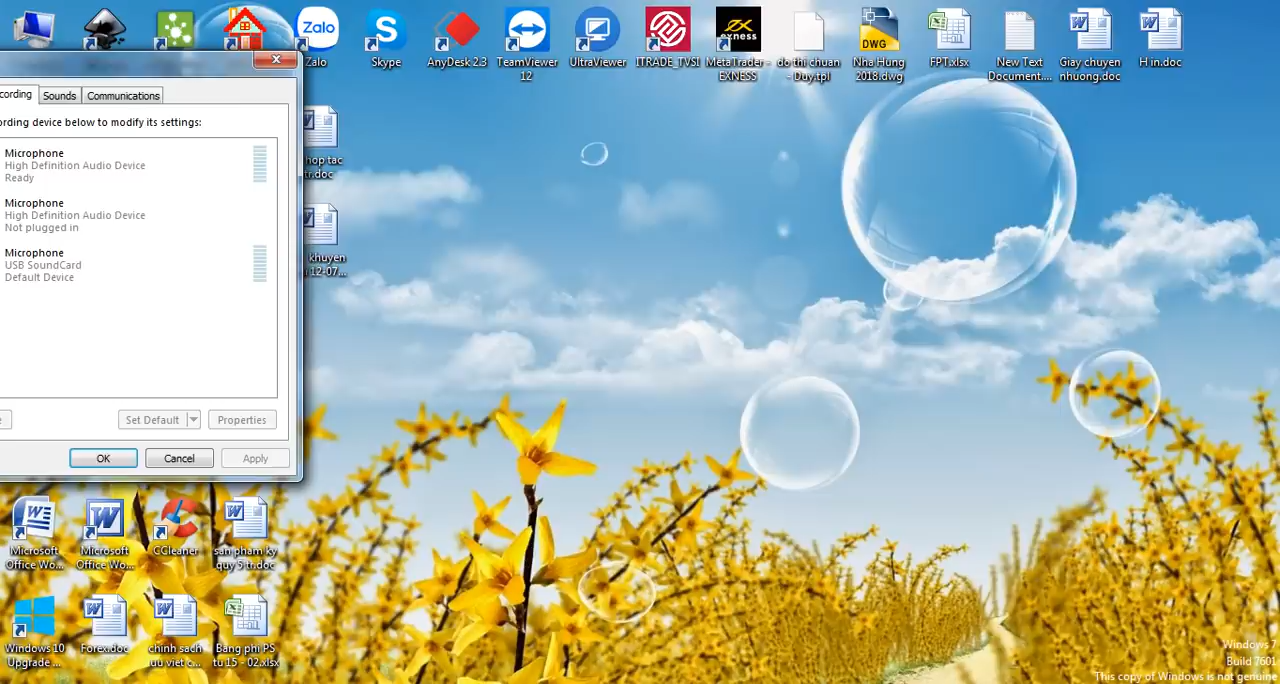 Zalo
Zalo
Skype
AnyDesk 2.3
TeamViewer
12
UltraViewer
ITRADE_TVSI
exness
MetaTrader -
EXNESS
do thi chuan
- Duy.tpl
DWG
Nha Hung
2018.dwg
FPT.xlsx
New Text
Document....
Giay chuyen
nhuong.doc
H in.doc
cording
Sounds
Communications
ording device below to modify its settings:
Microphone
High Definition Audio Device
Ready
Microphone
High Definition Audio Device
Not plugged in
Microphone
USB SoundCard
Default Device
Set Default
Properties
OK
Cancel
Apply
hop tac
tr.doc
khuyen
12-07...
Microsoft
Office Wo...
Microsoft
Office Wo...
CCleaner
san pham ky
quy 5 tr.doc
Windows 10
Upgrade ...
Forex.doc
chinh sach
uu viet c...
Bang phi PS
tu 15 - 02.xlsx
Windows 7
Build 7601
This copy of Windows is not genuine